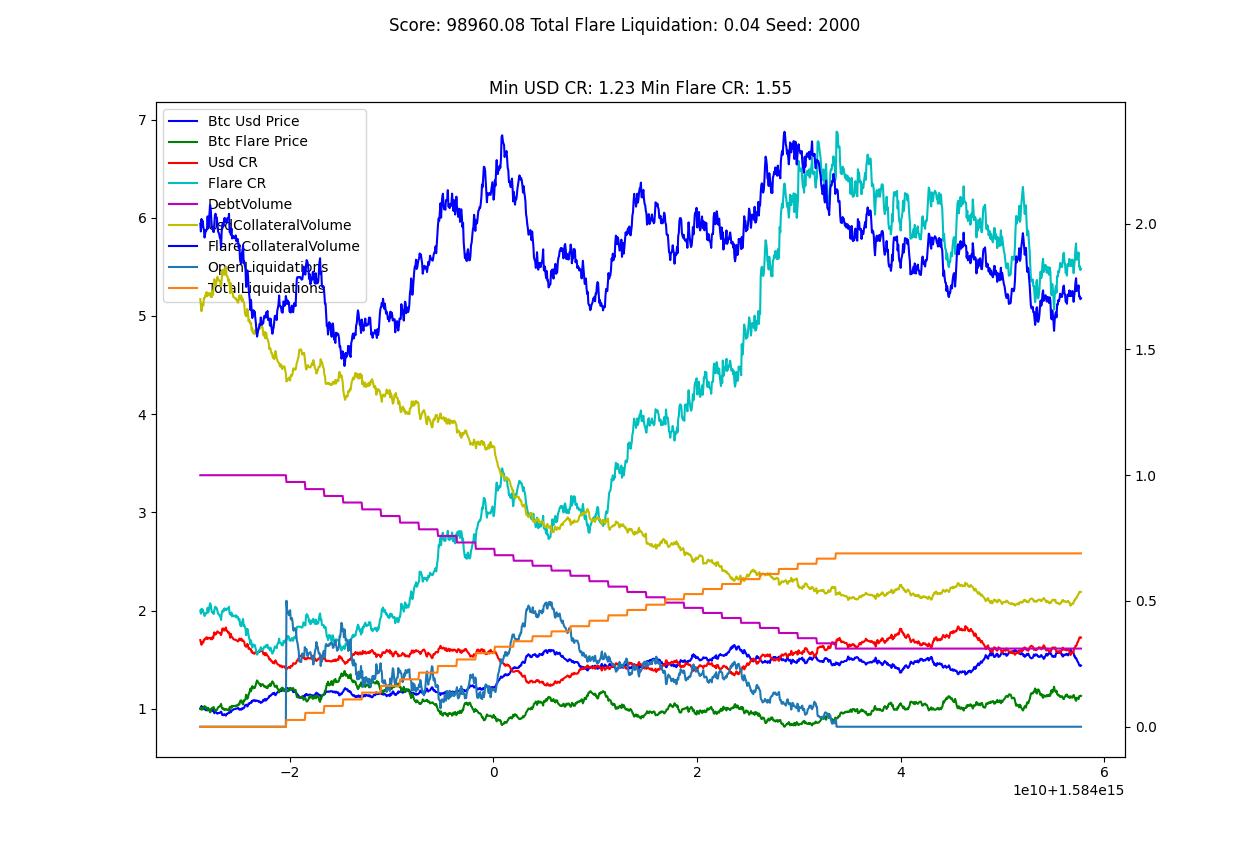 Score: 98960.08 Total Flare Liquidation: 0.04 Seed: 2000
Min USD CR: 1.23 Min Flare CR: 1.55
Btc Usd Price
Btc Flare Price
Usd CR
Flare CR
DebtVolume
UsdCollateralVolume
FlareCollateralVolume
OpenLiquidations
TotalLiquidations
7
6
5
4
3
2
1
2.0
1.5
1.0
0.5
0.0
−2
0
2
4
6
1e10+1.584e15